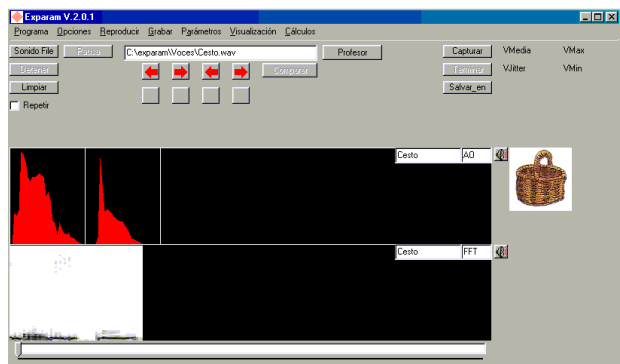 Exparam V.2.0.1
Programa Opciones Reproducir Grabar Parámetros Visualización Cálculos
Sonido File Pausa C:\exparam\Voces\Cesto.wav Profesor Capturar VMedia VMax
Detener Comparar Terminar VJitter VMin
Limpiar Salvar_en
Repetir
Cesto AO
Cesto FFT